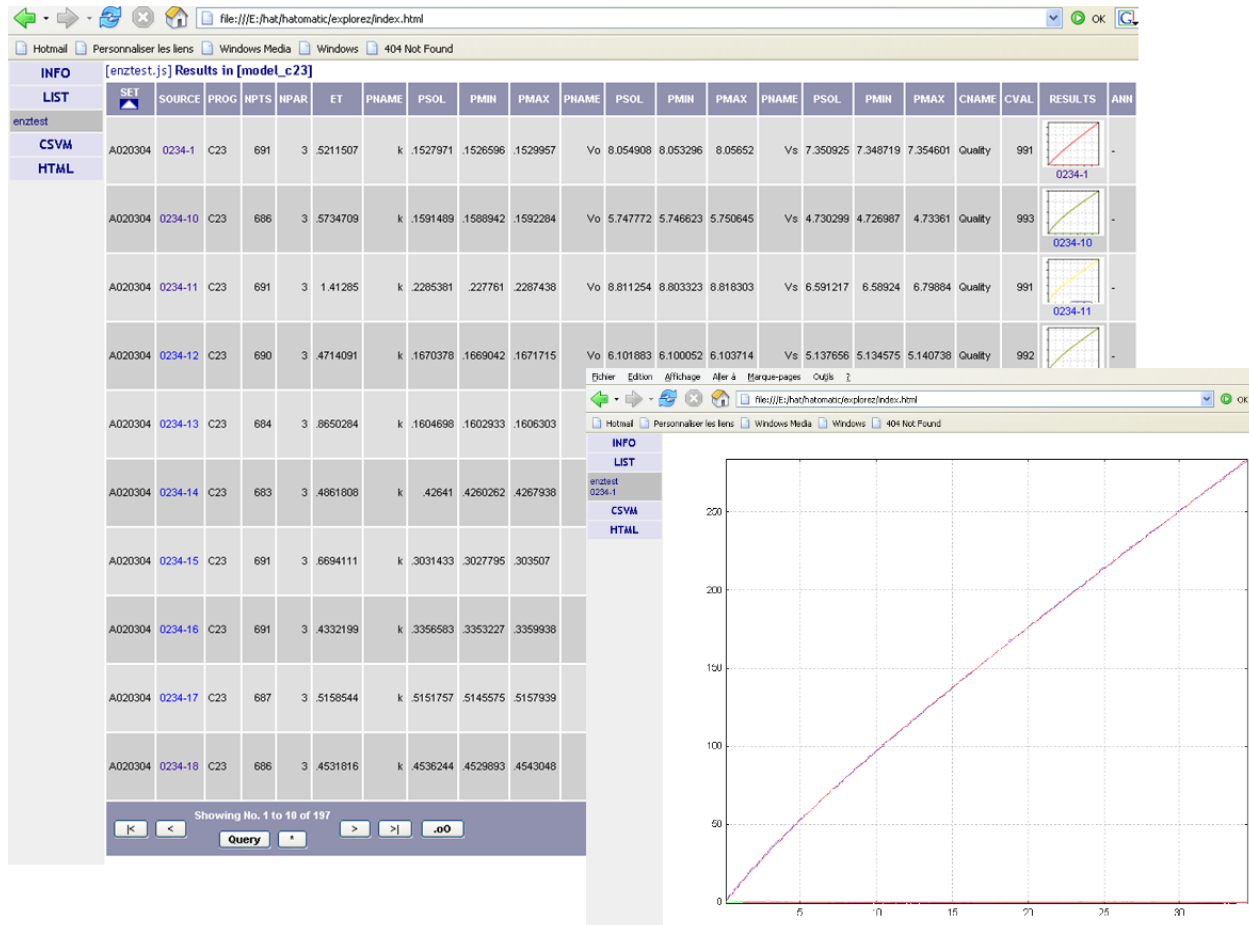 file:///E:/hat/hatomatic/explorez/index.html OK G
Hotmail Personnaliser les liens Windows Media Windows 404 Not Found
INFO
LIST
enztest
CSVM
HTML
[enztest.js] Results in [model_c23]
SET SOURCE PROG NPTS NPAR ET PNAME PSOL PMIN PMAX PNAME PSOL PMIN PMAX PNAME PSOL PMIN PMAX CNAME CVAL RESULTS ANN
A020304 0234-1 C23 691 3 .5211507 k .1527971 .1526596 .1529957 Vo 8.054908 8.053296 8.05652 Vs 7.350925 7.348719 7.354601 Quality 991 0234-1 -
A020304 0234-10 C23 686 3 .5734709 k .1591489 .1588942 .1592284 Vo 5.747772 5.746623 5.750645 Vs 4.730299 4.726987 4.73361 Quality 993 0234-10 -
A020304 0234-11 C23 691 3 1.41285 k .2285381 .227761 .2287438 Vo 8.811254 8.803323 8.818303 Vs 6.591217 6.58924 6.79884 Quality 991 0234-11 -
A020304 0234-12 C23 690 3 .4714091 k .1670378 .1669042 .1671715 Vo 6.101883 6.100052 6.103714 Vs 5.137656 5.134575 5.140738 Quality 992 -
A020304 0234-13 C23 684 3 .8650284 k .1604698 .1602933 .1606303
A020304 0234-14 C23 683 3 .4861808 k .42641 .4260262 .4267938
A020304 0234-15 C23 691 3 .6694111 k .3031433 .3027795 .303507
A020304 0234-16 C23 691 3 .4332199 k .3356583 .3353227 .3359938
A020304 0234-17 C23 687 3 .5158544 k .5151757 .5145575 .5157939
A020304 0234-18 C23 686 3 .4531816 k .4536244 .4529893 .4543048
Showing No. 1 to 10 of 197
|< < Query * > >| .oO
Fichier Edition Affichage Aller à Marque-pages Outils ?
file:///E:/hat/hatomatic/explorez/index.html OK
Hotmail Personnaliser les liens Windows Media Windows 404 Not Found
INFO
LIST
enztest
0234-1
CSVM
HTML
250
200
150
100
50
0
5 10 15 20 25 30